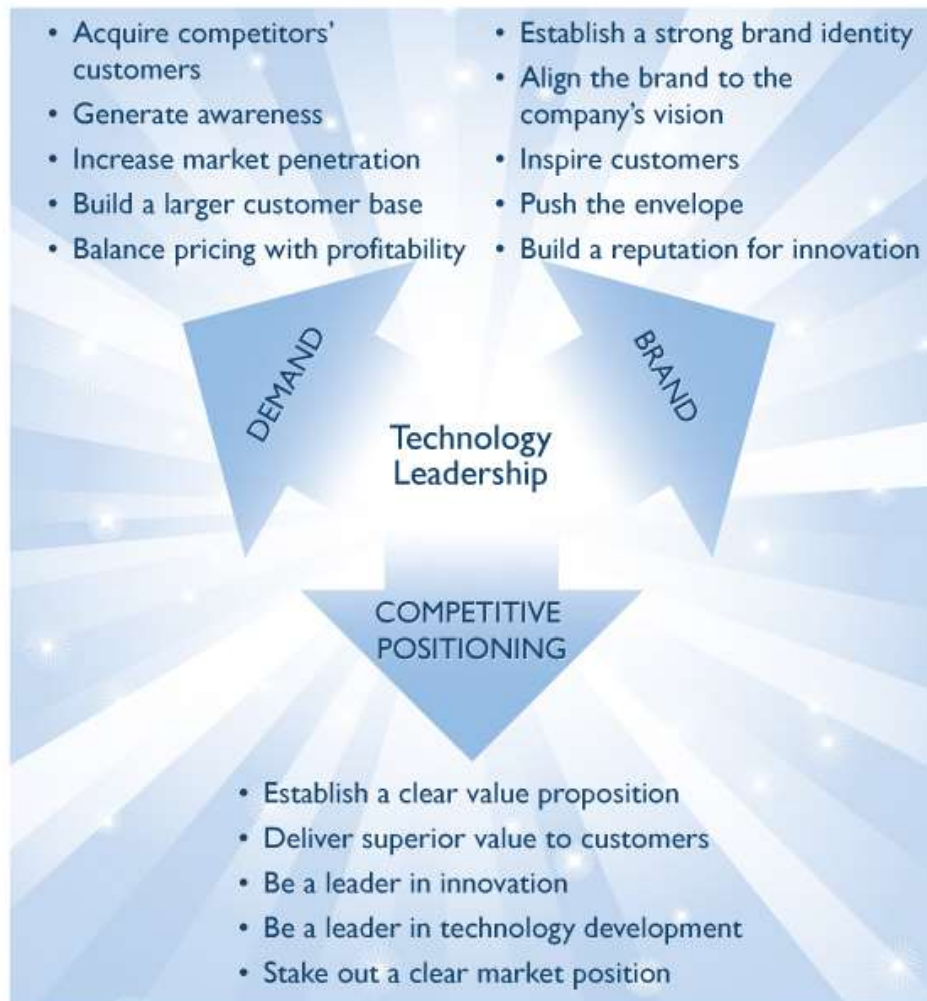 • Acquire competitors’
customers
• Generate awareness
• Increase market penetration
• Build a larger customer base
• Balance pricing with profitability
• Establish a strong brand identity
• Align the brand to the
company’s vision
• Inspire customers
• Push the envelope
• Build a reputation for innovation
DEMAND
BRAND
Technology
Leadership
COMPETITIVE
POSITIONING
• Establish a clear value proposition
• Deliver superior value to customers
• Be a leader in innovation
• Be a leader in technology development
• Stake out a clear market position